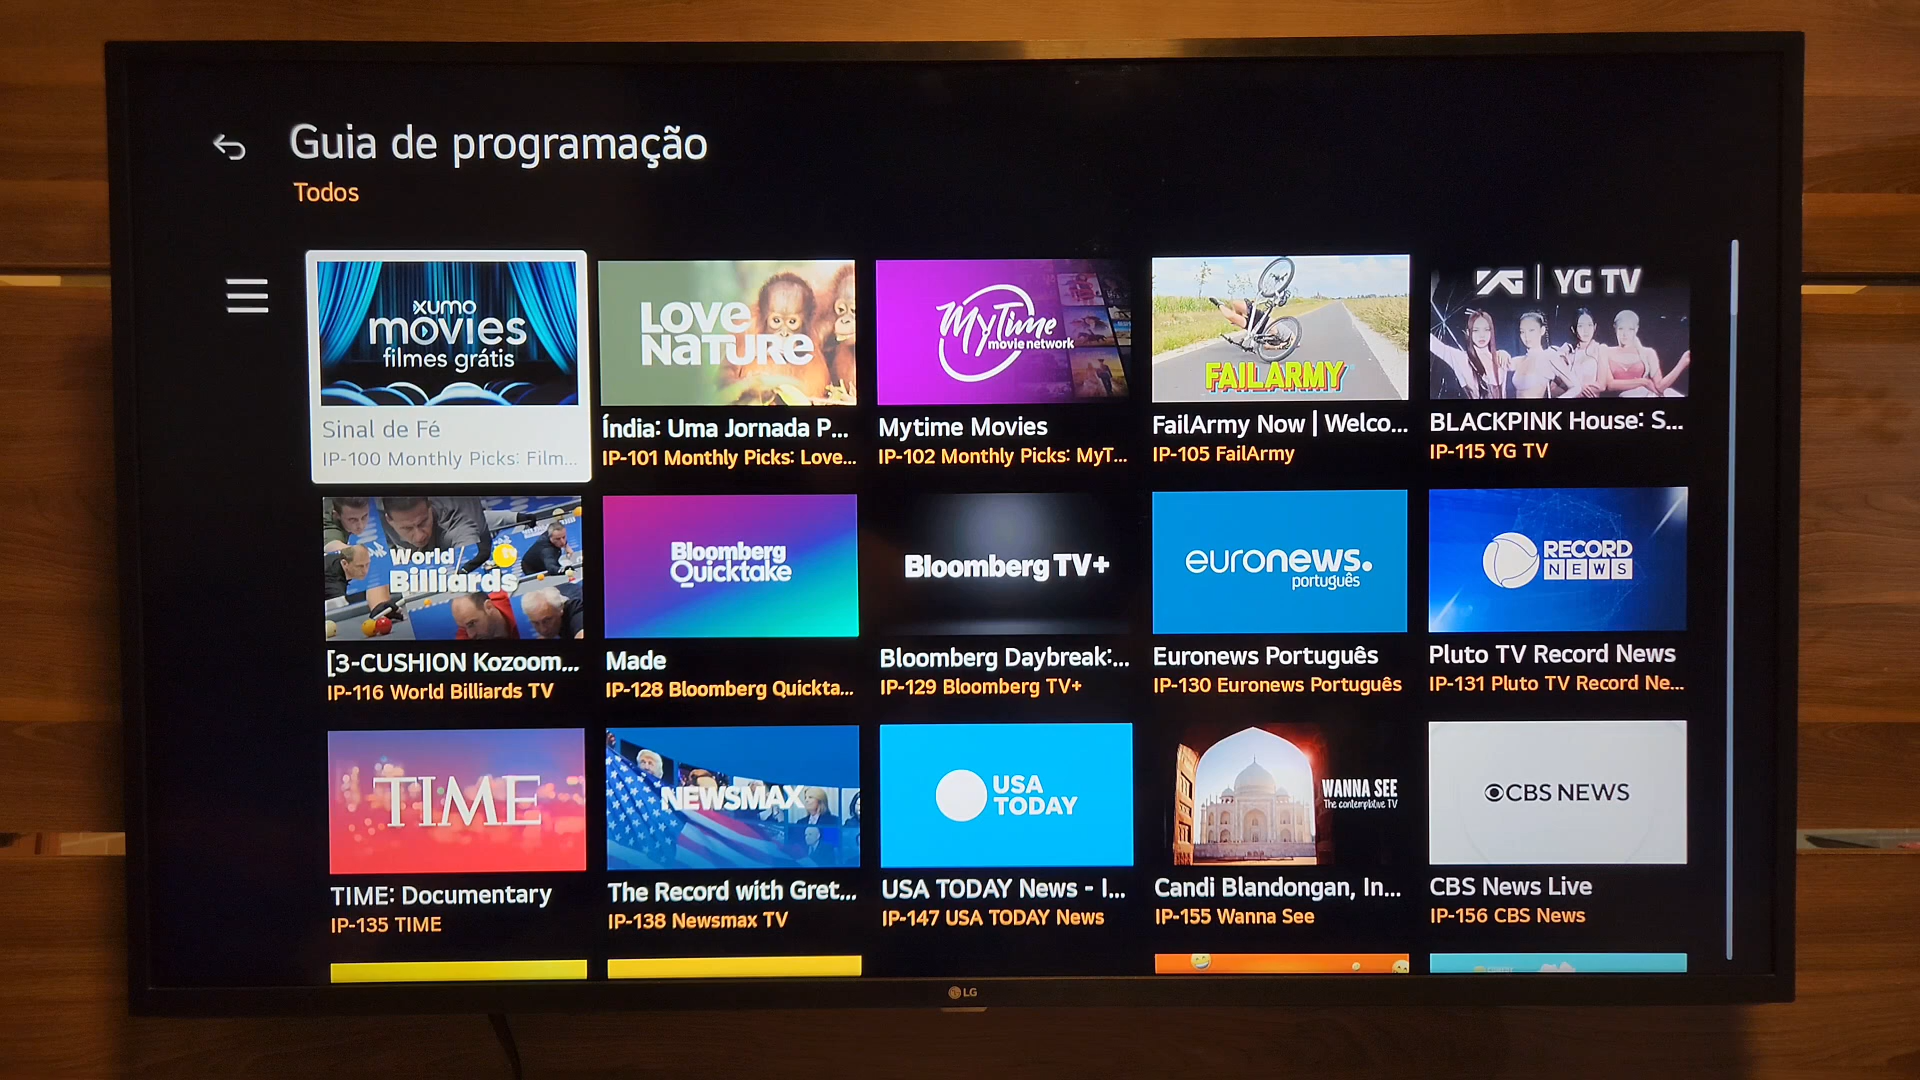 Guia de programação
Todos
xumo
movies
filmes grátis
Sinal de Fé
IP-100 Monthly Picks: Film...
LOVE
NATURE
Índia: Uma Jornada P...
IP-101 Monthly Picks: Love...
MyTime
movie network
Mytime Movies
IP-102 Monthly Picks: MyT...
FAILARMY
FailArmy Now | Welco...
IP-105 FailArmy
YG | YG TV
BLACKPINK House: S...
IP-115 YG TV
World
Billiards
[3-CUSHION Kozoom...
IP-116 World Billiards TV
Bloomberg
Quicktake
Made
IP-128 Bloomberg Quickta...
Bloomberg TV+
Bloomberg Daybreak:...
IP-129 Bloomberg TV+
euronews.
português
Euronews Português
IP-130 Euronews Português
RECORD
NEWS
Pluto TV Record News
IP-131 Pluto TV Record Ne...
TIME
TIME: Documentary
IP-135 TIME
NEWSMAX
The Record with Gret...
IP-138 Newsmax TV
USA
TODAY
USA TODAY News - I...
IP-147 USA TODAY News
WANNA SEE
The contemplative TV
Candi Blandongan, In...
IP-155 Wanna See
CBS NEWS
CBS News Live
IP-156 CBS News
LG